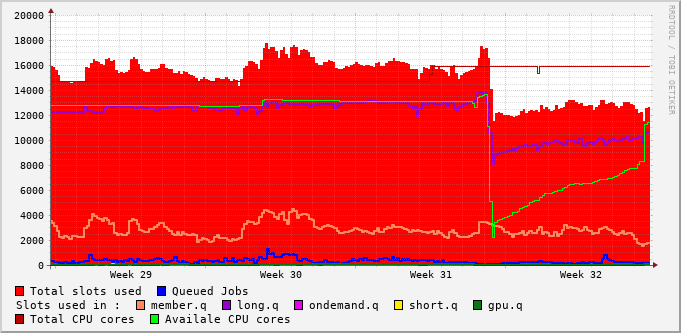 20000
18000
16000
14000
12000
10000
8000
6000
4000
2000
0
Week 29 Week 30 Week 31 Week 32
RRDTOOL / TOBI OETIKER
Total slots used Queued Jobs
Slots used in : member.q long.q ondemand.q short.q gpu.q
Total CPU cores Availale CPU cores